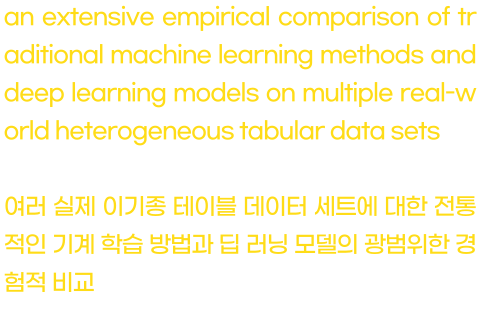 an extensive empirical comparison of tr
aditional machine learning methods and
deep learning models on multiple real-w
orld heterogeneous tabular data sets
여러 실제 이기종 테이블 데이터 세트에 대한 전통
적인 기계 학습 방법과 딥 러닝 모델의 광범위한 경
험적 비교